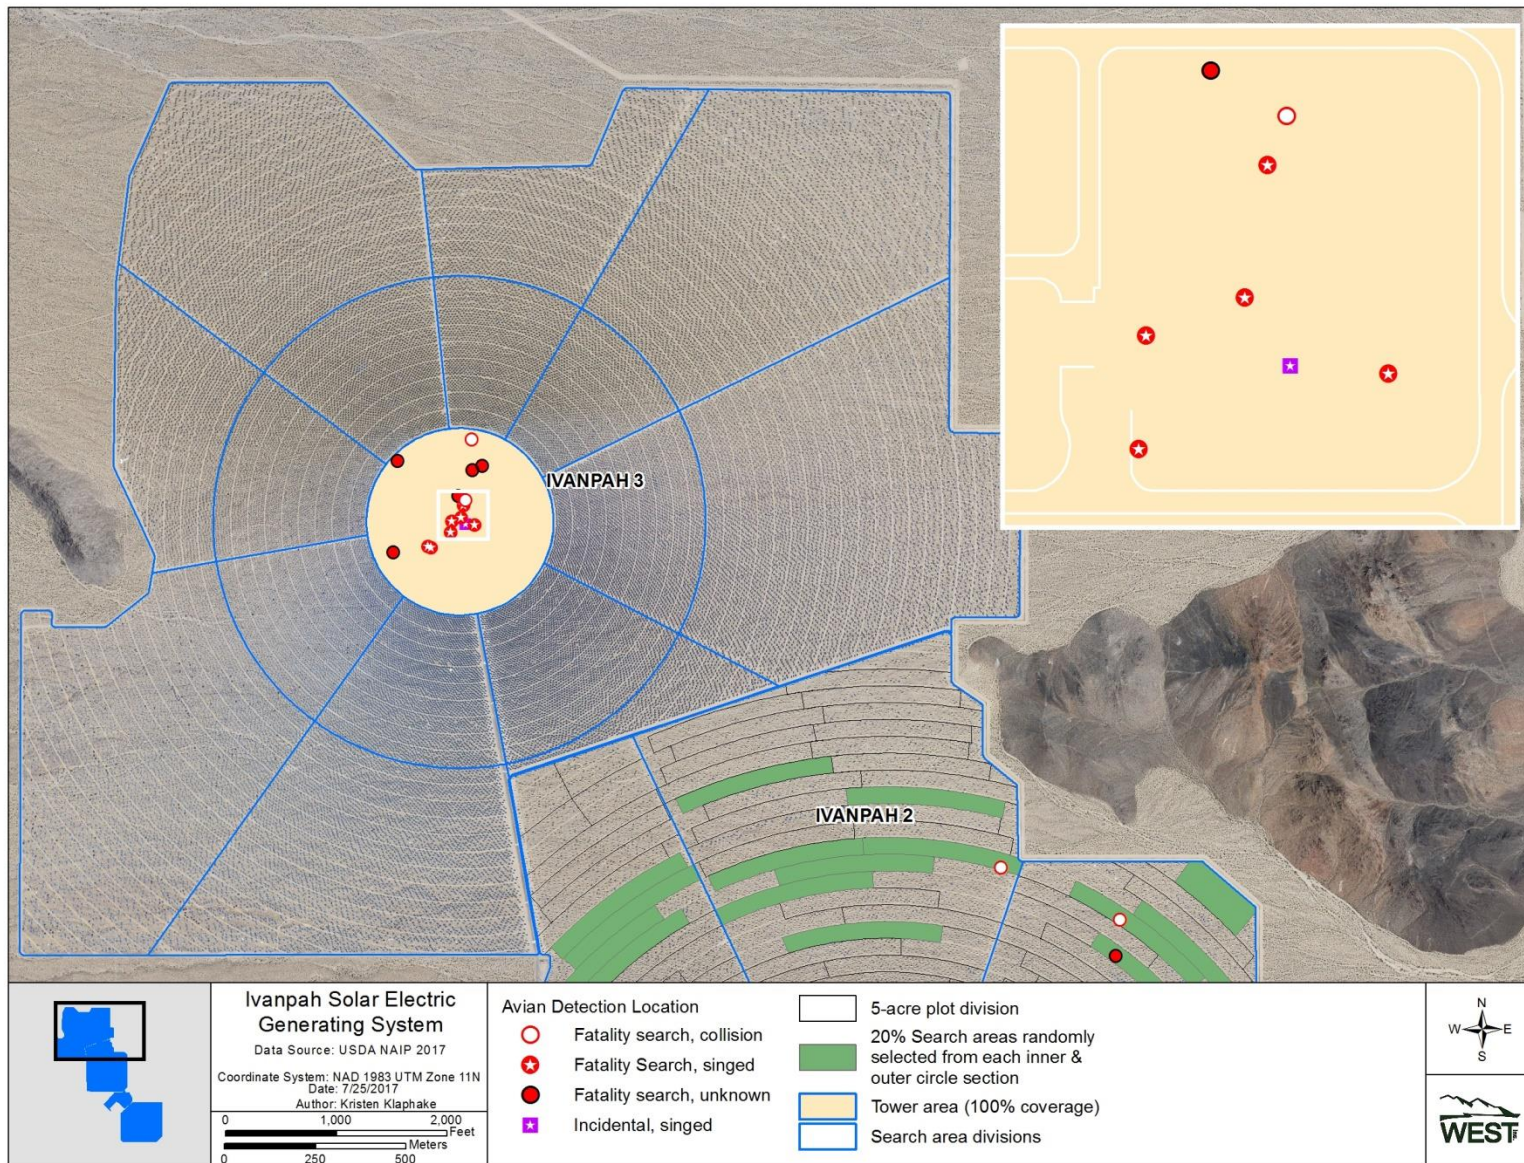 IVANPAH 3
IVANPAH 2
Ivanpah Solar Electric
Generating System
Data Source: USDA NAIP 2017
Coordinate System: NAD 1983 UTM Zone 11N
Date: 7/25/2017
Author: Kristen Klaphake
0 1,000 2,000
Feet
Meters
0 250 500
Avian Detection Location
Fatality search, collision
Fatality Search, singed
Fatality search, unknown
Incidental, singed
5-acre plot division
20% Search areas randomly
selected from each inner &
outer circle section
Tower area (100% coverage)
Search area divisions
N
W E
S
WEST